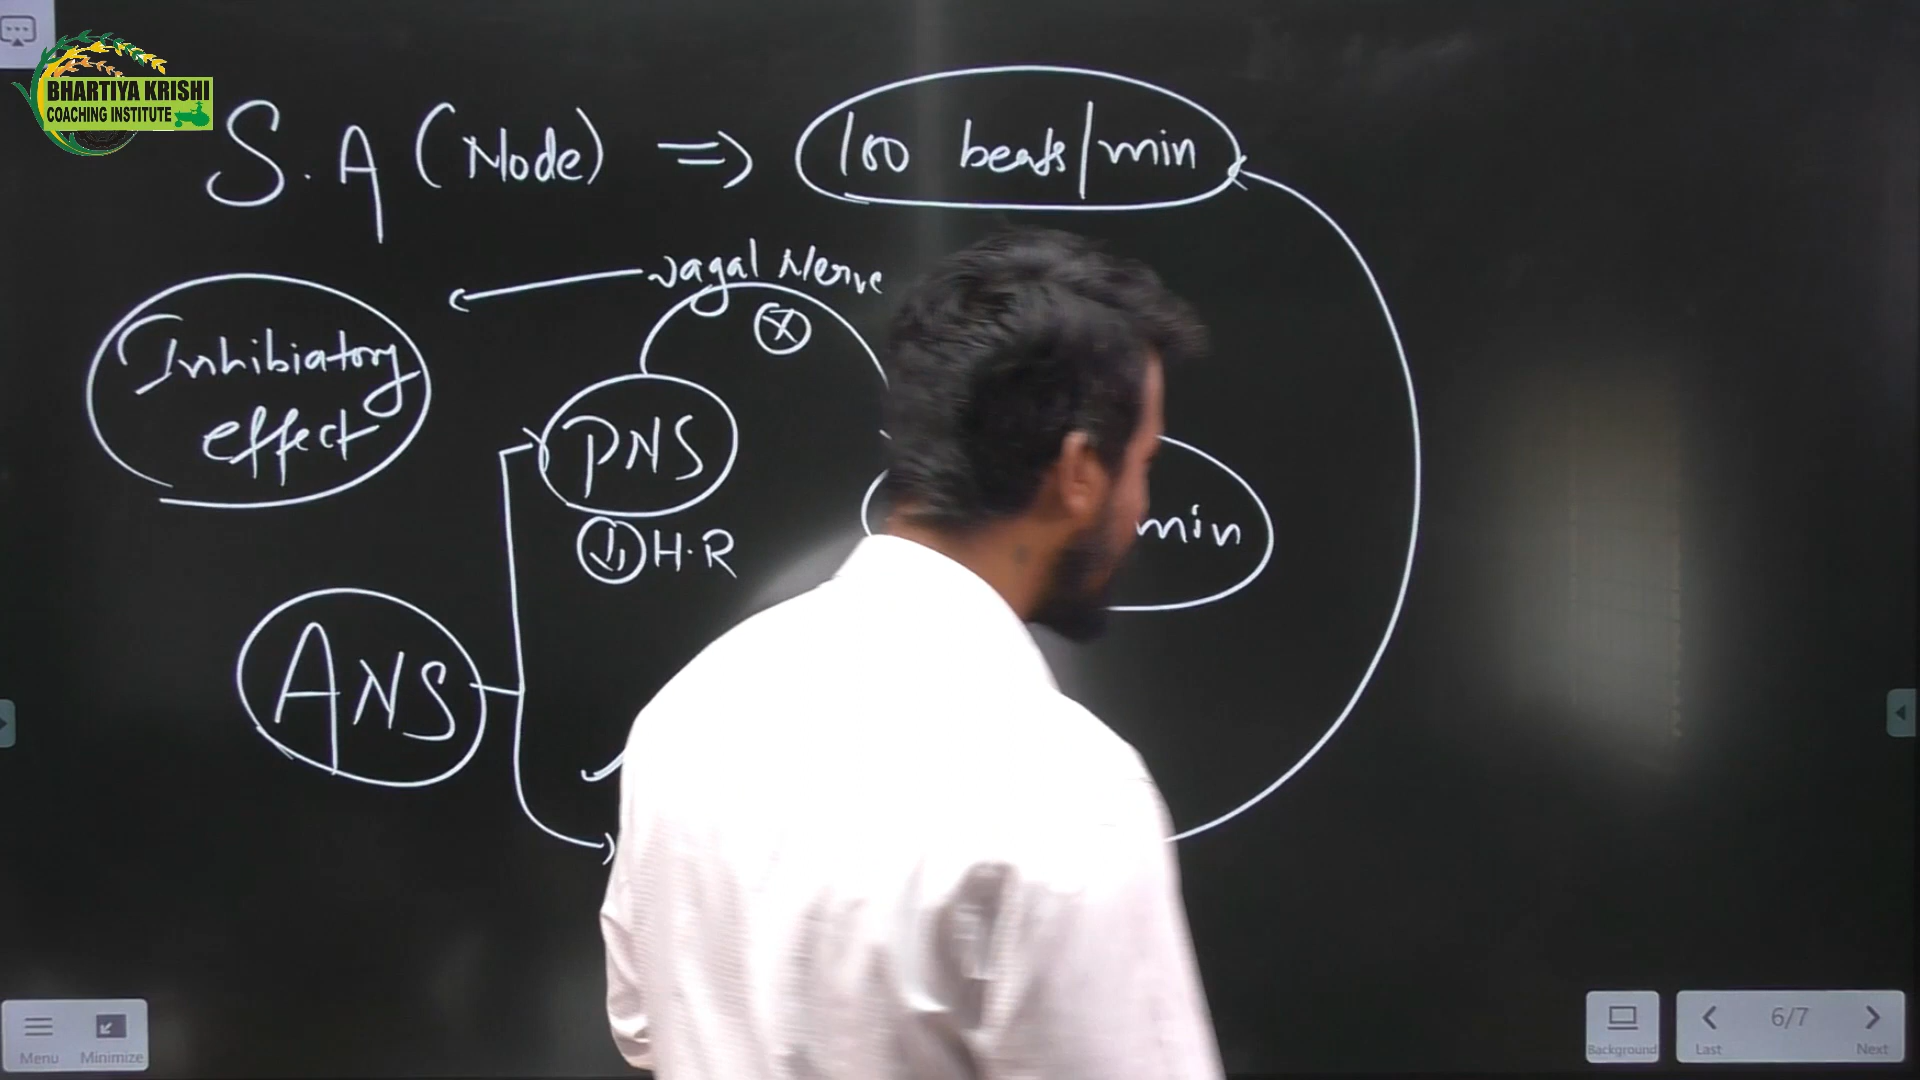 BHARTIYA KRISHI
COACHING INSTITUTE
S.A (Node) => 100 beats/min
vagal Nerve
X
Inhibiatory
effect
PNS
↓ H.R
min
ANS
Menu
Minimize
Background
6/7
Last
Next